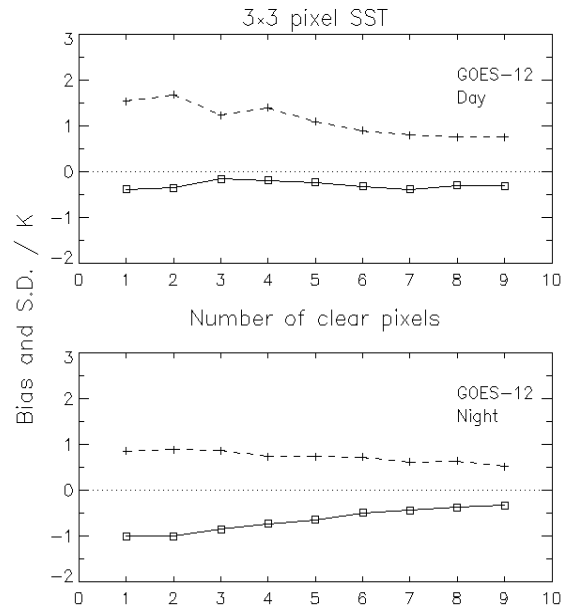 3×3 pixel SST
3
2
1
0
-1
-2
GOES-12
Day
0 1 2 3 4 5 6 7 8 9 10
Number of clear pixels
Bias and S.D. / K
3
2
1
0
-1
-2
GOES-12
Night
0 1 2 3 4 5 6 7 8 9 10